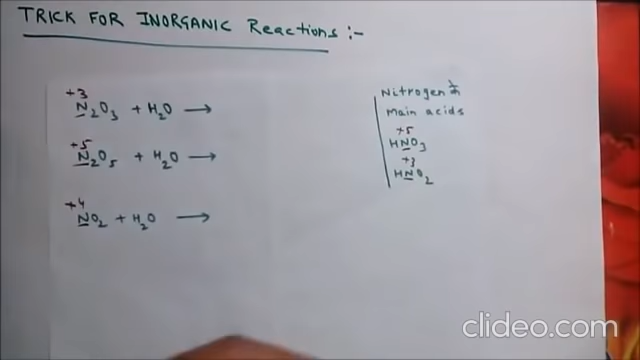 TRICK FOR INORGANIC Reactions :-
+3
N₂O₃ + H₂O ⟶
+5
N₂O₅ + H₂O ⟶
+4
NO₂ + H₂O ⟶
Nitrogen
Main acids
+5
HNO₃
+3
HNO₂
clideo.com